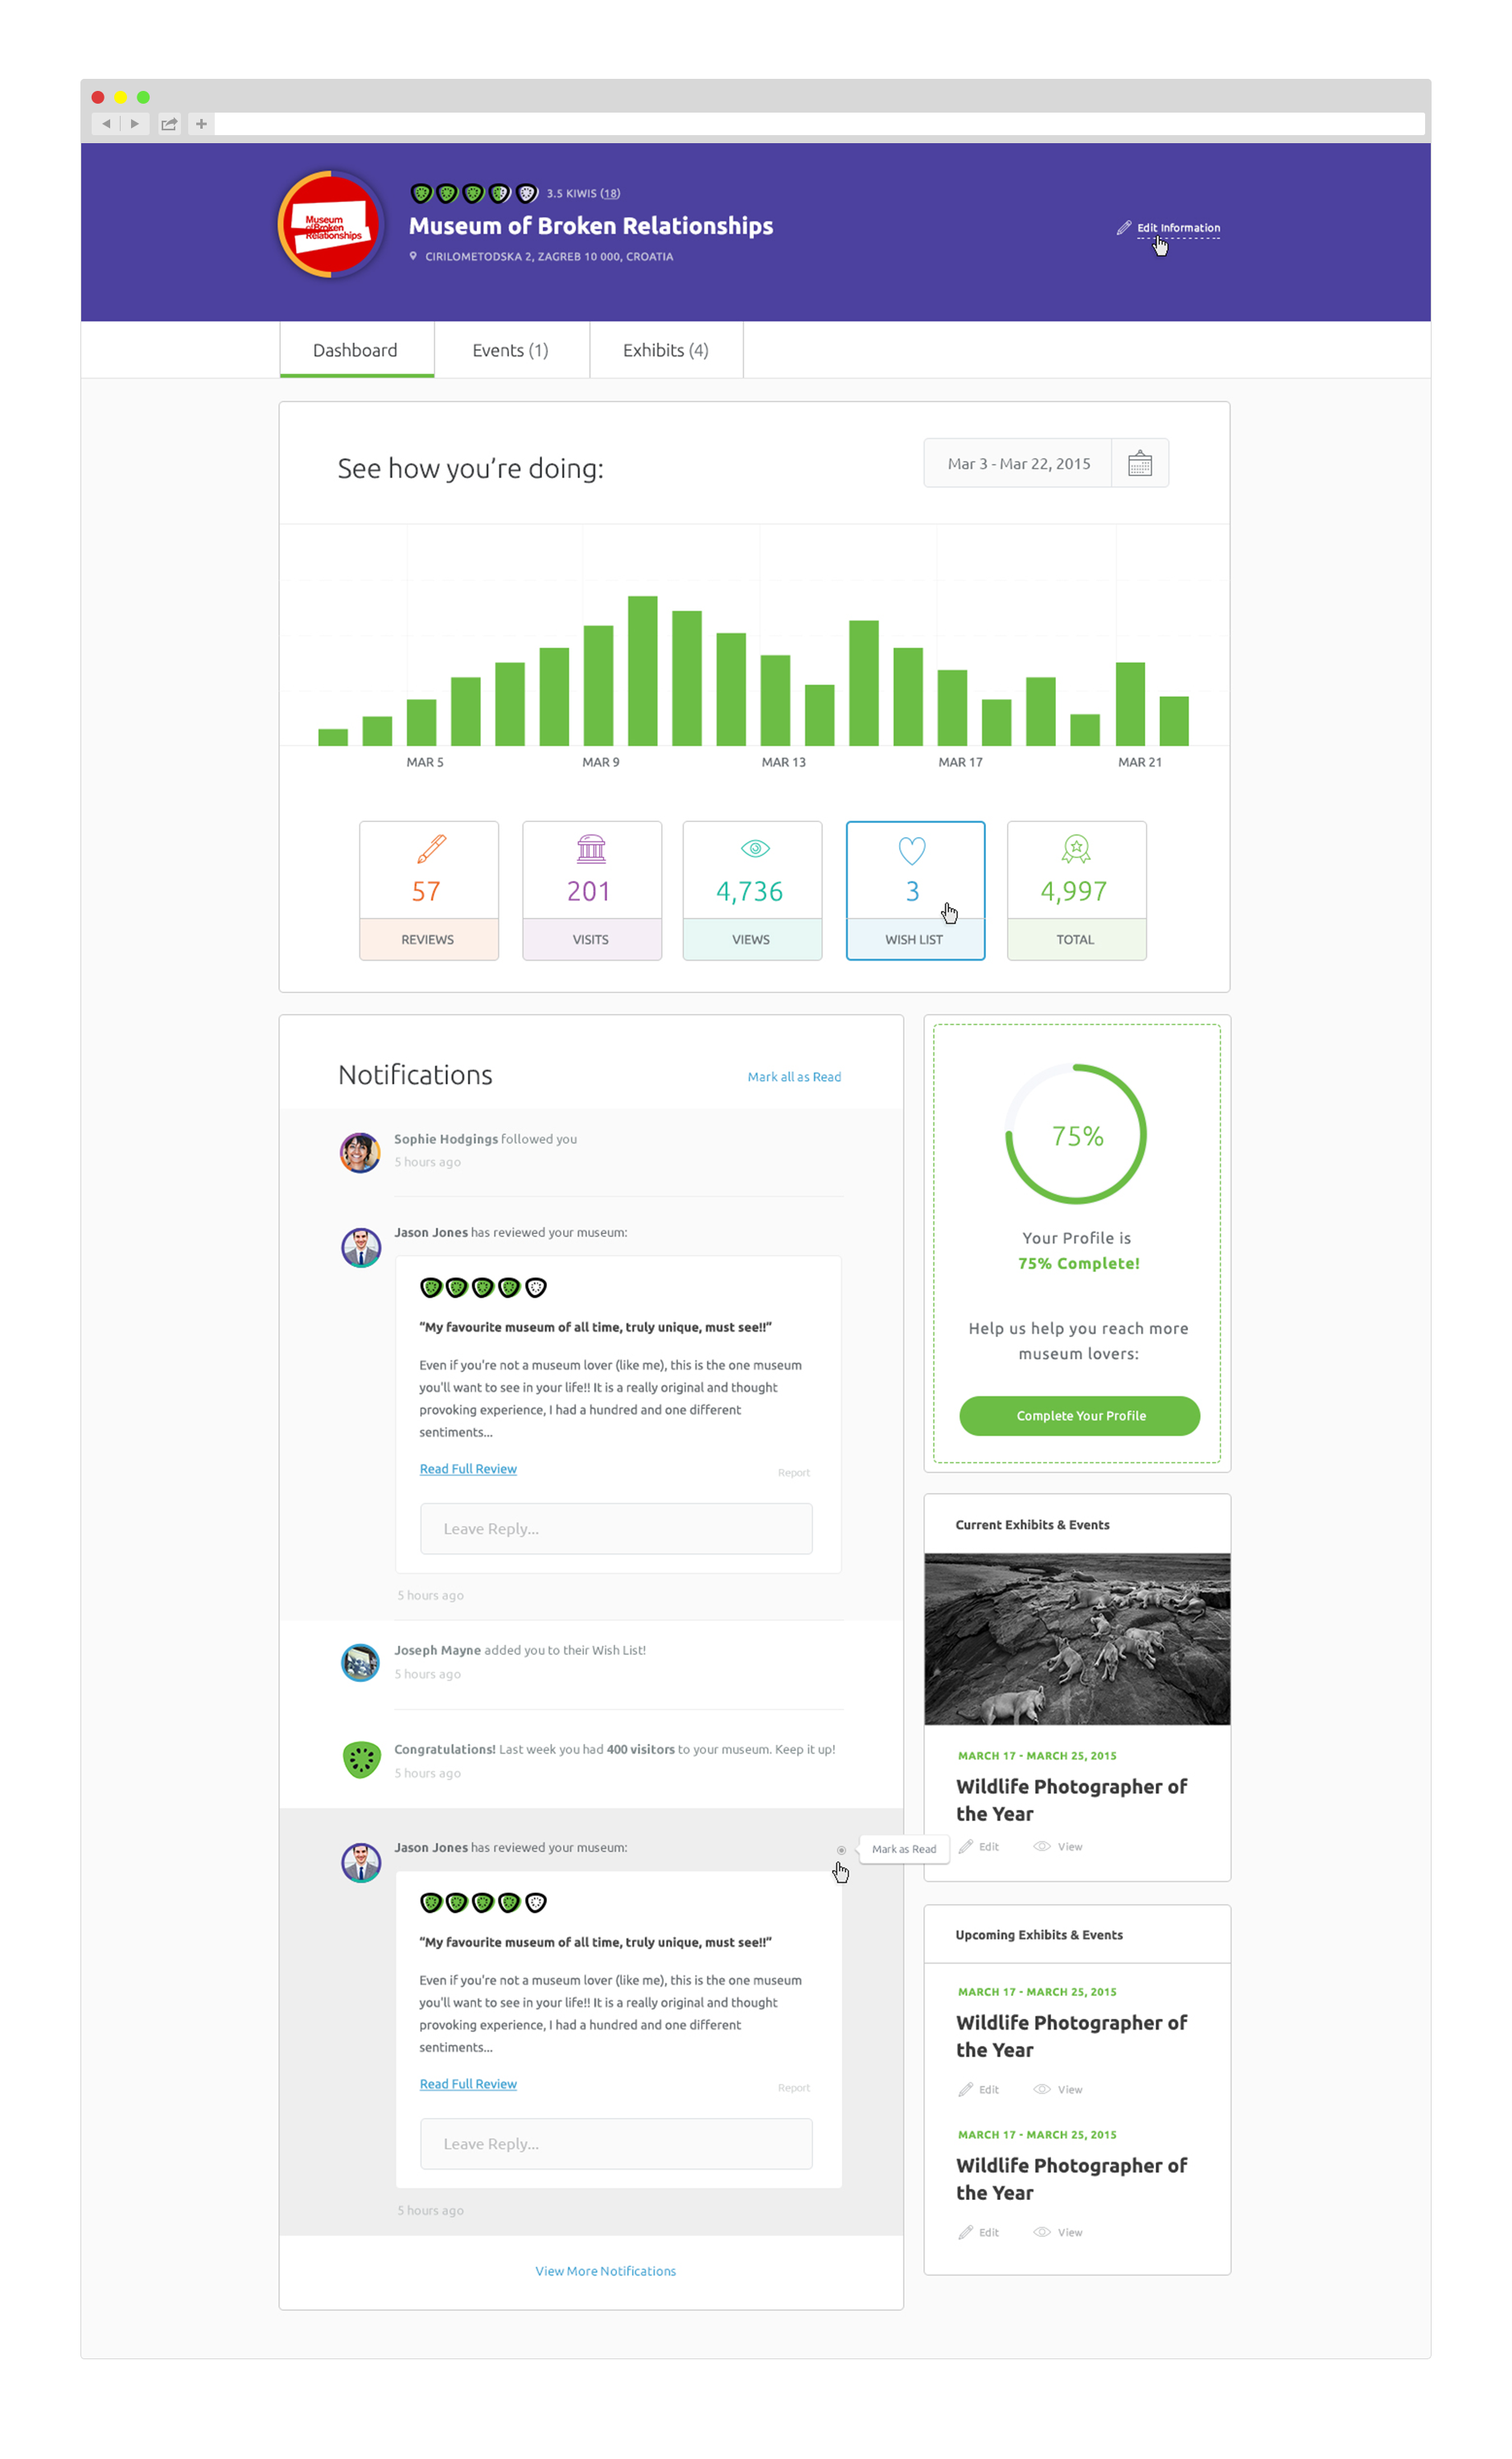 Museum
of Broken
Relationships
3.5 KIWIS (18)
Museum of Broken Relationships
CIRILOMETODSKA 2, ZAGREB 10 000, CROATIA
Edit Information
Dashboard
Events (1)
Exhibits (4)
See how you're doing:
Mar 3 - Mar 22, 2015
MAR 5
MAR 9
MAR 13
MAR 17
MAR 21
57
REVIEWS
201
VISITS
4,736
VIEWS
3
WISH LIST
4,997
TOTAL
Notifications
Mark all as Read
Sophie Hodgings followed you
5 hours ago
Jason Jones has reviewed your museum:
“My favourite museum of all time, truly unique, must see!!”
Even if you're not a museum lover (like me), this is the one museum
you'll want to see in your life!! It is a really original and thought
provoking experience, I had a hundred and one different
sentiments...
Read Full Review
Report
Leave Reply...
5 hours ago
Joseph Mayne added you to their Wish List!
5 hours ago
Congratulations! Last week you had 400 visitors to your museum. Keep it up!
5 hours ago
Jason Jones has reviewed your museum:
Mark as Read
“My favourite museum of all time, truly unique, must see!!”
Even if you're not a museum lover (like me), this is the one museum
you'll want to see in your life!! It is a really original and thought
provoking experience, I had a hundred and one different
sentiments...
Read Full Review
Report
Leave Reply...
5 hours ago
View More Notifications
75%
Your Profile is
75% Complete!
Help us help you reach more
museum lovers:
Complete Your Profile
Current Exhibits & Events
MARCH 17 - MARCH 25, 2015
Wildlife Photographer of
the Year
Edit
View
Upcoming Exhibits & Events
MARCH 17 - MARCH 25, 2015
Wildlife Photographer of
the Year
Edit
View
MARCH 17 - MARCH 25, 2015
Wildlife Photographer of
the Year
Edit
View